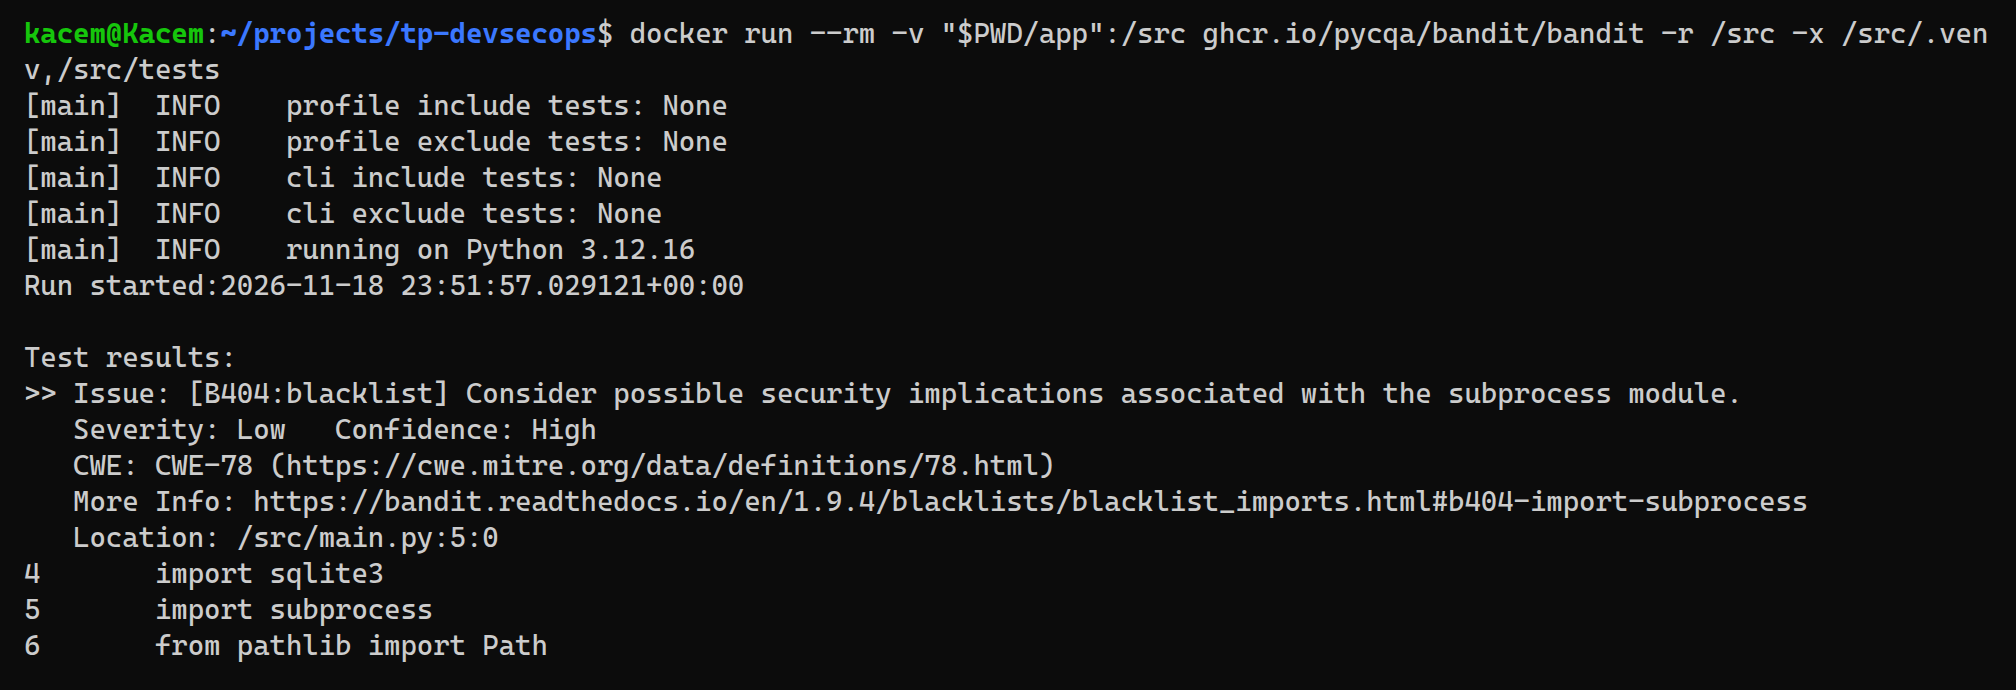 kacem@Kacem:~/projects/tp-devsecops$ docker run --rm -v "$PWD/app":/src ghcr.io/pycqa/bandit/bandit -r /src -x /src/.ven
v,/src/tests
[main]  INFO    profile include tests: None
[main]  INFO    profile exclude tests: None
[main]  INFO    cli include tests: None
[main]  INFO    cli exclude tests: None
[main]  INFO    running on Python 3.12.16
Run started:2026-11-18 23:51:57.029121+00:00

Test results:
>> Issue: [B404:blacklist] Consider possible security implications associated with the subprocess module.
   Severity: Low   Confidence: High
   CWE: CWE-78 (https://cwe.mitre.org/data/definitions/78.html)
   More Info: https://bandit.readthedocs.io/en/1.9.4/blacklists/blacklist_imports.html#b404-import-subprocess
   Location: /src/main.py:5:0
4       import sqlite3
5       import subprocess
6       from pathlib import Path